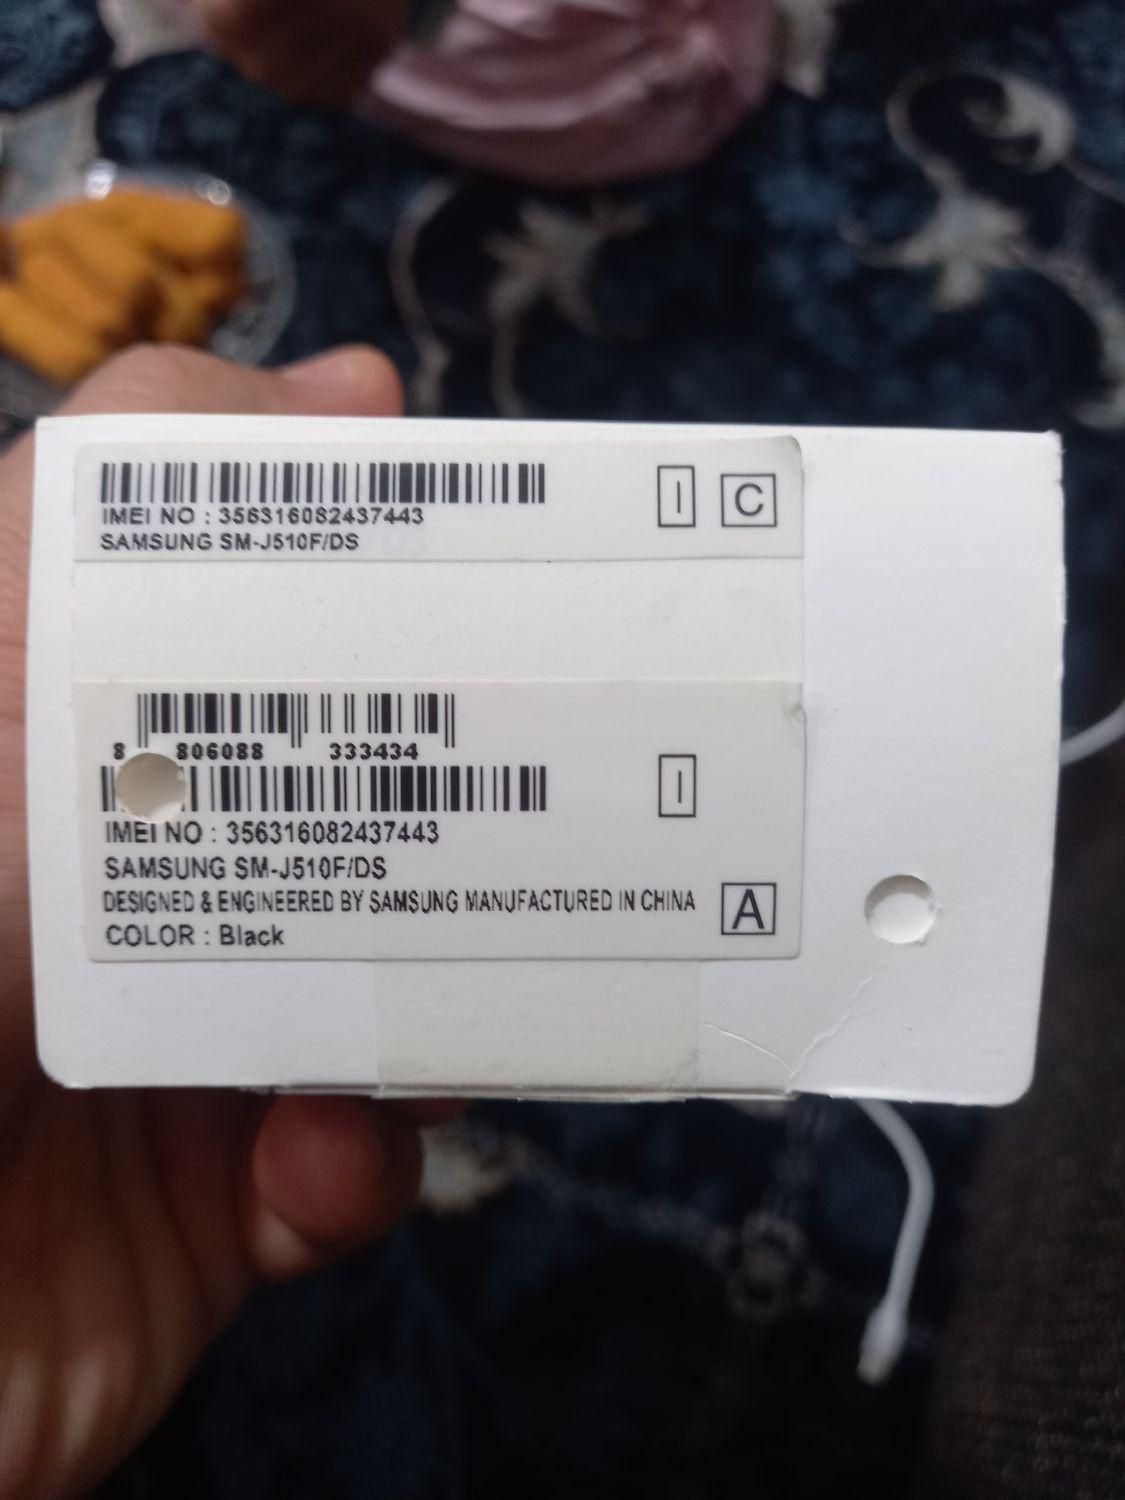 IMEI NO : 356316082437443
SAMSUNG SM-J510F/DS
I
C
8 806088 333434
IMEI NO : 356316082437443
SAMSUNG SM-J510F/DS
DESIGNED & ENGINEERED BY SAMSUNG MANUFACTURED IN CHINA
COLOR : Black
I
A